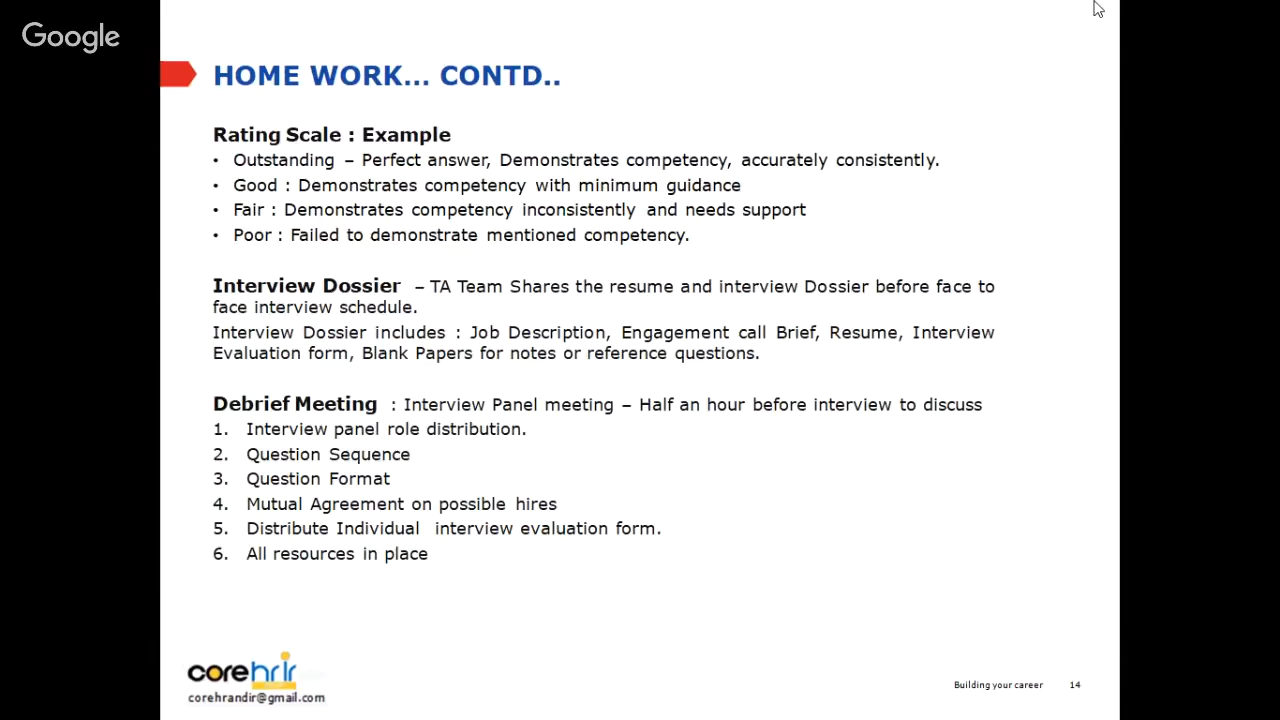 Google
HOME WORK... CONTD..
Rating Scale : Example
• Outstanding – Perfect answer, Demonstrates competency, accurately consistently.
• Good : Demonstrates competency with minimum guidance
• Fair : Demonstrates competency inconsistently and needs support
• Poor : Failed to demonstrate mentioned competency.
Interview Dossier – TA Team Shares the resume and interview Dossier before face to
face interview schedule.
Interview Dossier includes : Job Description, Engagement call Brief, Resume, Interview
Evaluation form, Blank Papers for notes or reference questions.
Debrief Meeting : Interview Panel meeting – Half an hour before interview to discuss
1. Interview panel role distribution.
2. Question Sequence
3. Question Format
4. Mutual Agreement on possible hires
5. Distribute Individual interview evaluation form.
6. All resources in place
corehrir
corehrandir@gmail.com
Building your career 14